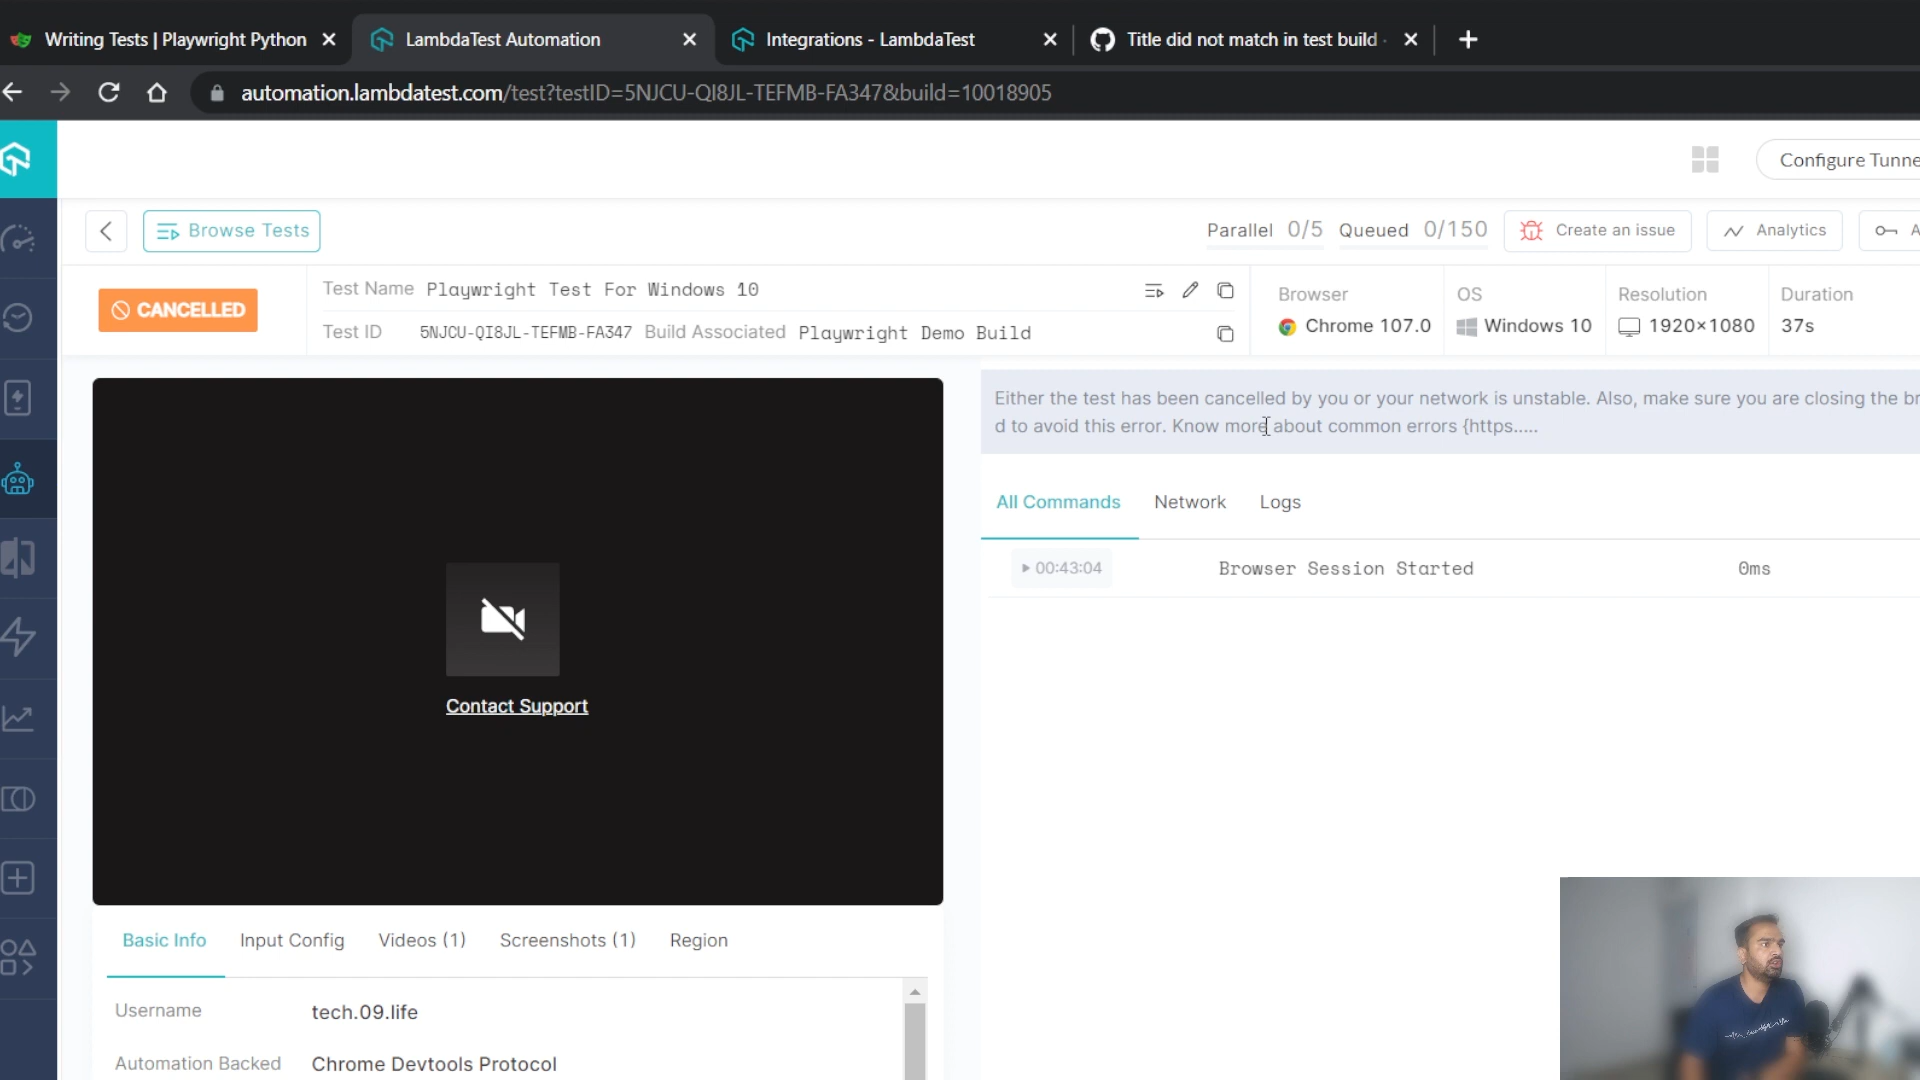 Writing Tests | Playwright Python
LambdaTest Automation
Integrations - LambdaTest
Title did not match in test build
automation.lambdatest.com/test?testID=5NJCU-QI8JL-TEFMB-FA347&build=10018905
Configure Tunne
Browse Tests
Parallel 0/5 Queued 0/150
Create an issue
Analytics
A
CANCELLED
Test Name Playwright Test For Windows 10
Test ID 5NJCU-QI8JL-TEFMB-FA347 Build Associated Playwright Demo Build
Browser
Chrome 107.0
OS
Windows 10
Resolution
1920×1080
Duration
37s
Contact Support
Either the test has been cancelled by you or your network is unstable. Also, make sure you are closing the br
d to avoid this error. Know more about common errors {https.....
All Commands Network Logs
00:43:04 Browser Session Started 0ms
Basic Info Input Config Videos (1) Screenshots (1) Region
Username tech.09.life
Automation Backed Chrome Devtools Protocol